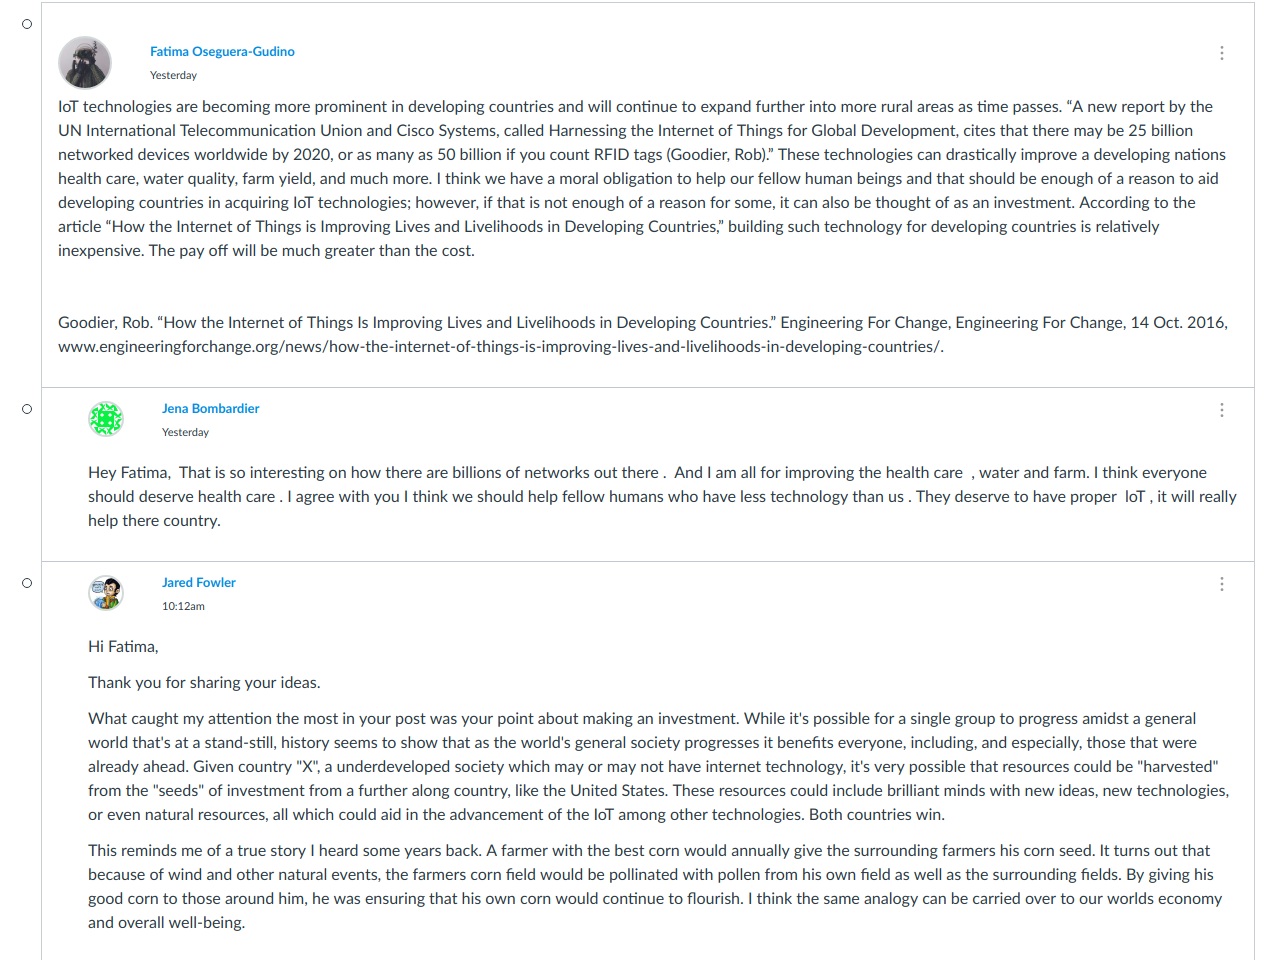 Fatima Oseguera-Gudino
Yesterday
IoT technologies are becoming more prominent in developing countries and will continue to expand further into more rural areas as time passes. “A new report by the
UN International Telecommunication Union and Cisco Systems, called Harnessing the Internet of Things for Global Development, cites that there may be 25 billion
networked devices worldwide by 2020, or as many as 50 billion if you count RFID tags (Goodier, Rob).” These technologies can drastically improve a developing nations
health care, water quality, farm yield, and much more. I think we have a moral obligation to help our fellow human beings and that should be enough of a reason to aid
developing countries in acquiring IoT technologies; however, if that is not enough of a reason for some, it can also be thought of as an investment. According to the
article “How the Internet of Things is Improving Lives and Livelihoods in Developing Countries,” building such technology for developing countries is relatively
inexpensive. The pay off will be much greater than the cost.
Goodier, Rob. “How the Internet of Things Is Improving Lives and Livelihoods in Developing Countries.” Engineering For Change, Engineering For Change, 14 Oct. 2016,
www.engineeringforchange.org/news/how-the-internet-of-things-is-improving-lives-and-livelihoods-in-developing-countries/.
Jena Bombardier
Yesterday
Hey Fatima,  That is so interesting on how there are billions of networks out there .  And I am all for improving the health care  , water and farm. I think everyone
should deserve health care . I agree with you I think we should help fellow humans who have less technology than us . They deserve to have proper  IoT , it will really
help there country.
Jared Fowler
10:12am
Hi Fatima,
Thank you for sharing your ideas.
What caught my attention the most in your post was your point about making an investment. While it's possible for a single group to progress amidst a general
world that's at a stand-still, history seems to show that as the world's general society progresses it benefits everyone, including, and especially, those that were
already ahead. Given country "X", a underdeveloped society which may or may not have internet technology, it's very possible that resources could be "harvested"
from the "seeds" of investment from a further along country, like the United States. These resources could include brilliant minds with new ideas, new technologies,
or even natural resources, all which could aid in the advancement of the IoT among other technologies. Both countries win.
This reminds me of a true story I heard some years back. A farmer with the best corn would annually give the surrounding farmers his corn seed. It turns out that
because of wind and other natural events, the farmers corn field would be pollinated with pollen from his own field as well as the surrounding fields. By giving his
good corn to those around him, he was ensuring that his own corn would continue to flourish. I think the same analogy can be carried over to our worlds economy
and overall well-being.